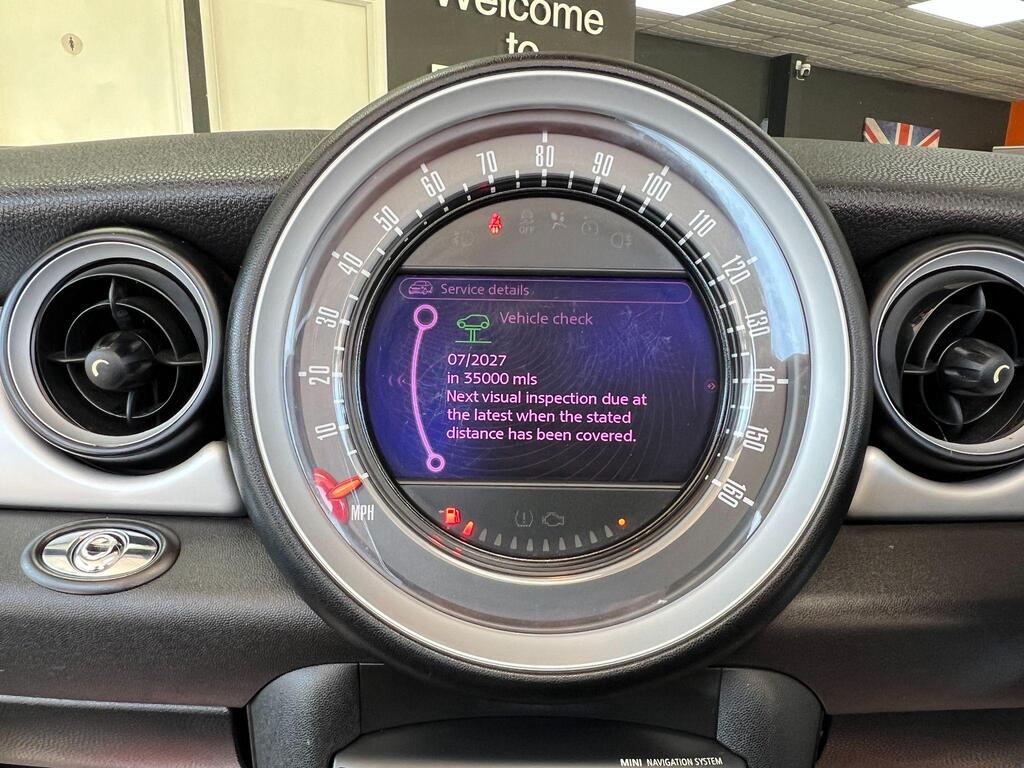 Welcome
to
10 20 30 40 50 60 70 80 90 100 110 120 130 140 150 160
MPH
OFF
Service details
Vehicle check
07/2027
in 35000 mls
Next visual inspection due at
the latest when the stated
distance has been covered.
MINI NAVIGATION SYSTEM